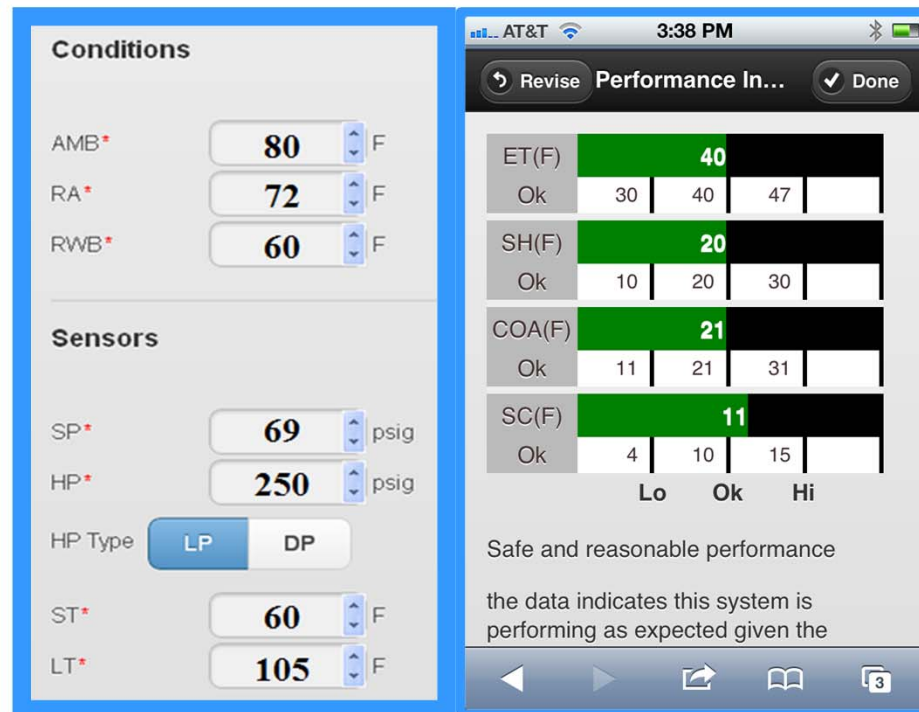 Conditions
AMB* 80 F
RA* 72 F
RWB* 60 F
Sensors
SP* 69 psig
HP* 250 psig
HP Type LP DP
ST* 60 F
LT* 105 F
AT&T 3:38 PM
Revise Performance In... Done
ET(F) 40
Ok 30 40 47
SH(F) 20
Ok 10 20 30
COA(F) 21
Ok 11 21 31
SC(F) 11
Ok 4 10 15
Lo Ok Hi
Safe and reasonable performance
the data indicates this system is
performing as expected given the
3